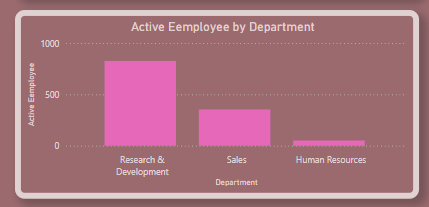 Active Eemployee by Department
Active Eemployee
1000
500
0
Research &
Development
Sales
Human Resources
Department